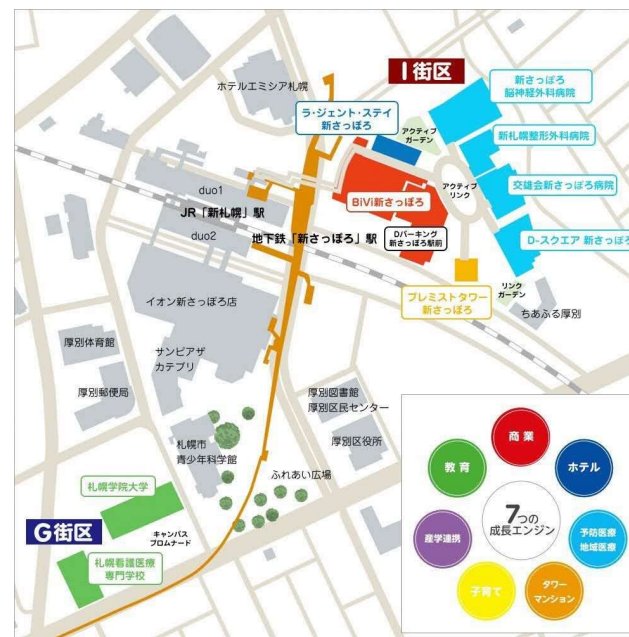 I街区
ホテルエミシア札幌
新さっぽろ
脳神経外科病院
ラ・ジェント・ステイ
新さっぽろ
アクティブ
ガーデン
新札幌整形外科病院
duo1
アクティブ
リンク
交雄会新さっぽろ病院
BiVi新さっぽろ
JR「新札幌」駅
duo2
地下鉄「新さっぽろ」駅
Dパーキング
新さっぽろ駅前
D-スクエア 新さっぽろ
プレミストタワー
新さっぽろ
リンク
ガーデン
ちあふる厚別
イオン新さっぽろ店
厚別体育館
サンピアザ
カテプリ
厚別郵便局
厚別図書館
厚別区民センター
厚別区役所
札幌市
青少年科学館
ふれあい広場
札幌学院大学
G街区
キャンパス
プロムナード
札幌看護医療
専門学校
商業
教育
ホテル
7つの
成長エンジン
産学連携
予防医療
地域医療
子育て
タワー
マンション